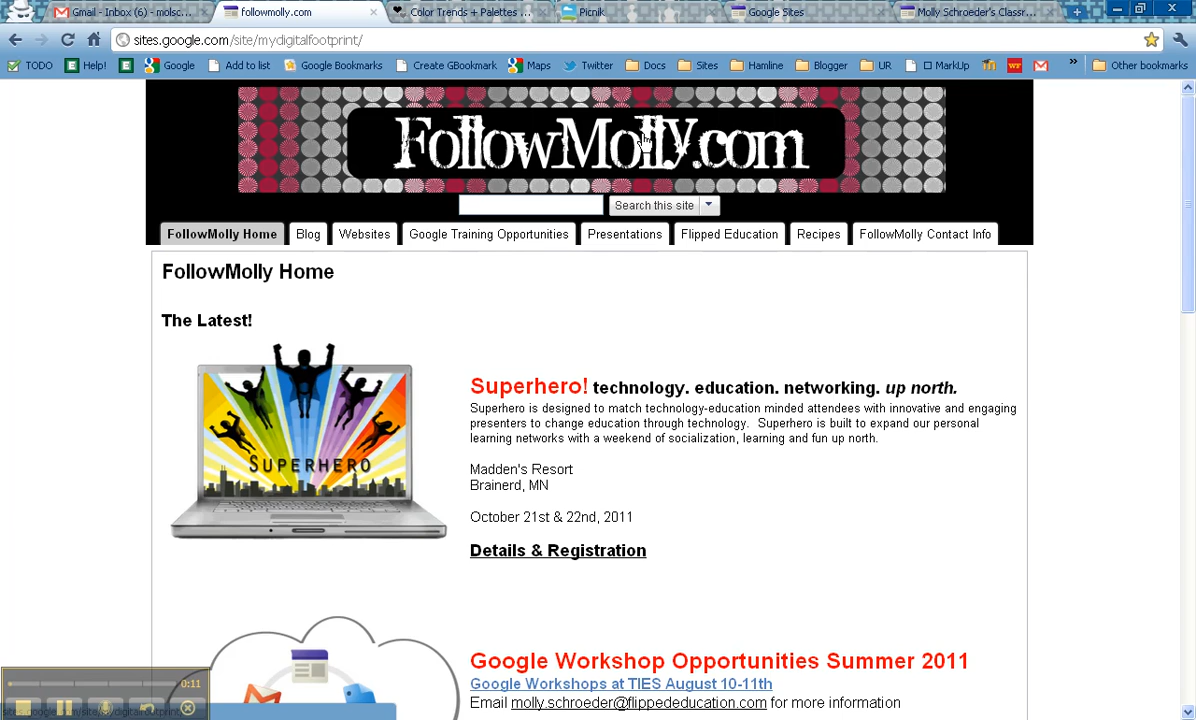 Gmail - Inbox (6) - molsc...
followmolly.com
Color Trends + Palettes ...
Picnik
Google Sites
Molly Schroeder's Classr...
sites.google.com/site/mydigitalfootprint/
TODO
Help!
Google
Add to list
Google Bookmarks
Create GBookmark
Maps
Twitter
Docs
Sites
Hamline
Blogger
UR
MarkUp
WF
Other bookmarks
FollowMolly.com
Search this site
FollowMolly Home
Blog
Websites
Google Training Opportunities
Presentations
Flipped Education
Recipes
FollowMolly Contact Info
FollowMolly Home
The Latest!
SUPERHERO
Superhero! technology. education. networking. up north.
Superhero is designed to match technology-education minded attendees with innovative and engaging
presenters to change education through technology. Superhero is built to expand our personal
learning networks with a weekend of socialization, learning and fun up north.
Madden's Resort
Brainerd, MN
October 21st & 22nd, 2011
Details & Registration
Google Workshop Opportunities Summer 2011
Google Workshops at TIES August 10-11th
Email molly.schroeder@flippededucation.com for more information
0:11